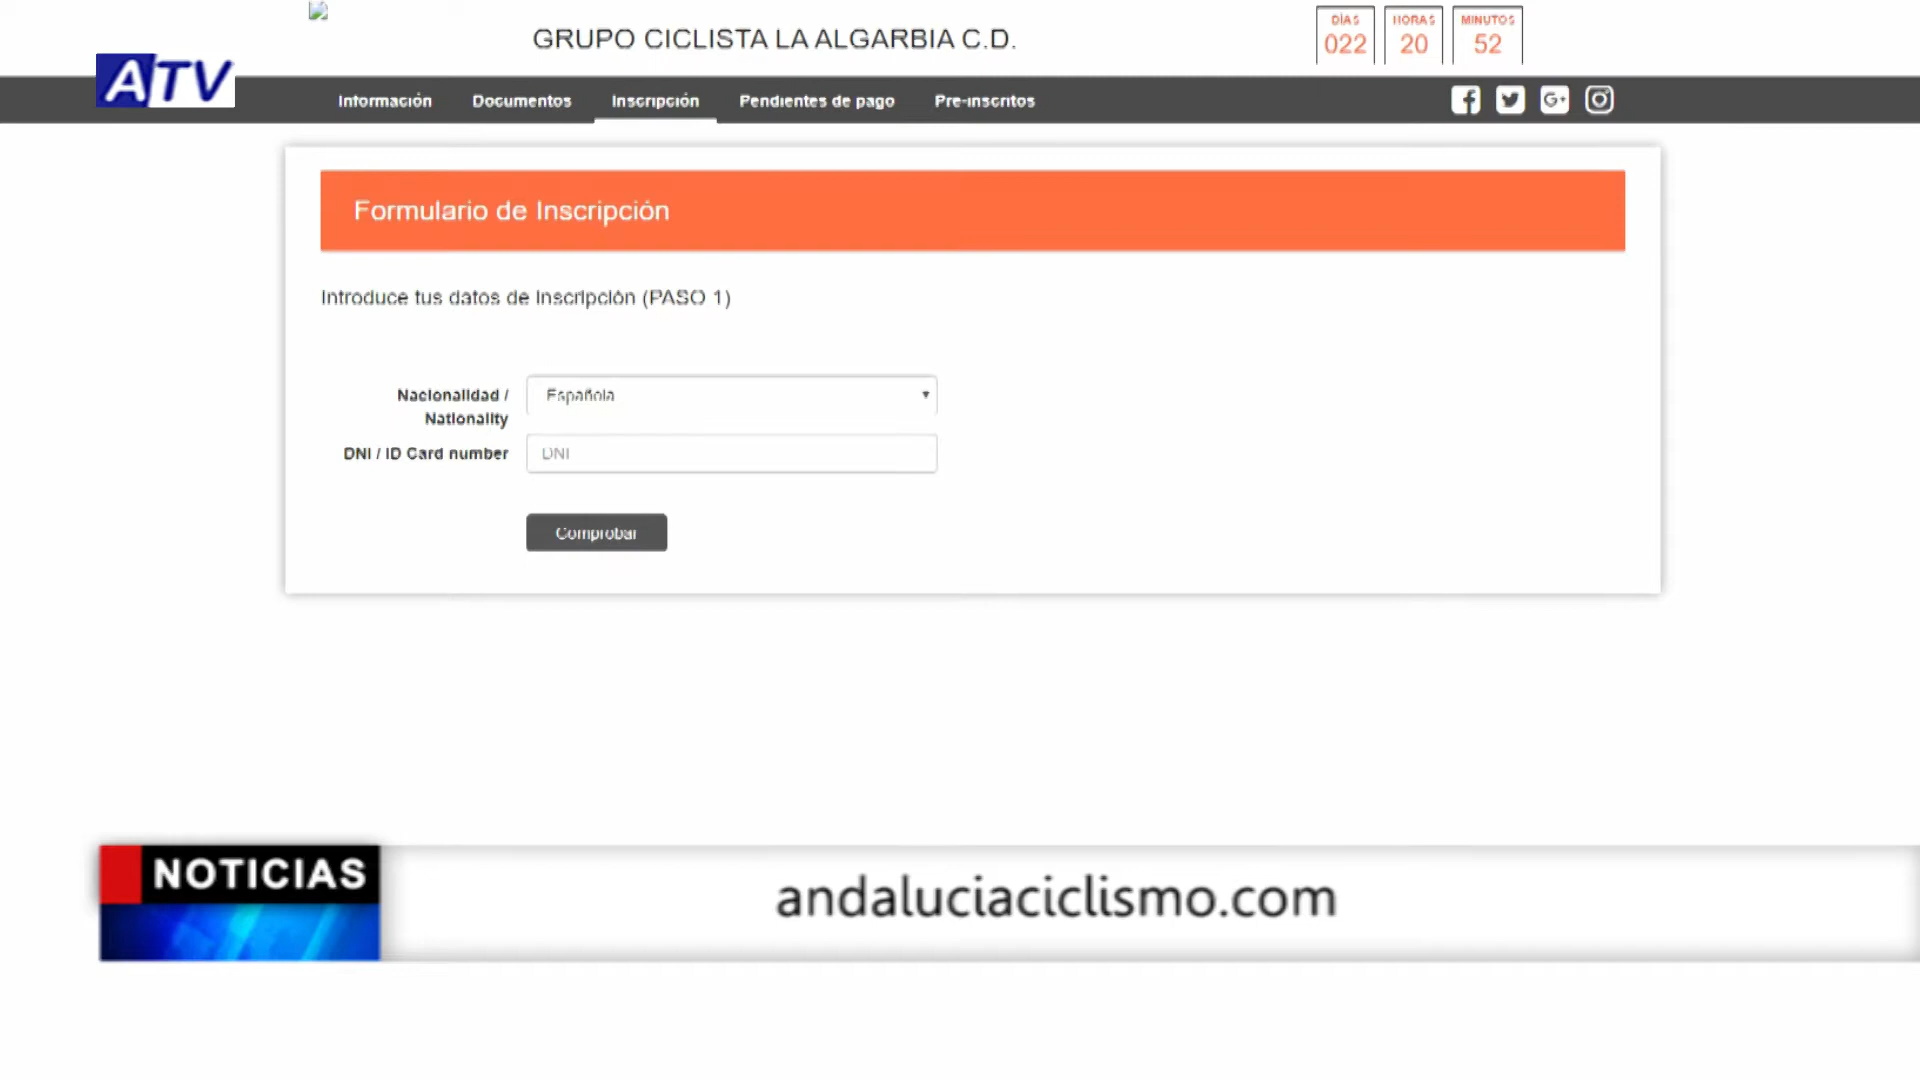 GRUPO CICLISTA LA ALGARBIA C.D.
DÍAS HORAS MINUTOS
022 20 52
ATV
Información Documentos Inscripción Pendientes de pago Pre-inscritos
Formulario de Inscripción
Introduce tus datos de Inscripción (PASO 1)
Nacionalidad /
Nationality
Española
DNI / ID Card number DNI
Comprobar
NOTICIAS
andaluciaciclismo.com